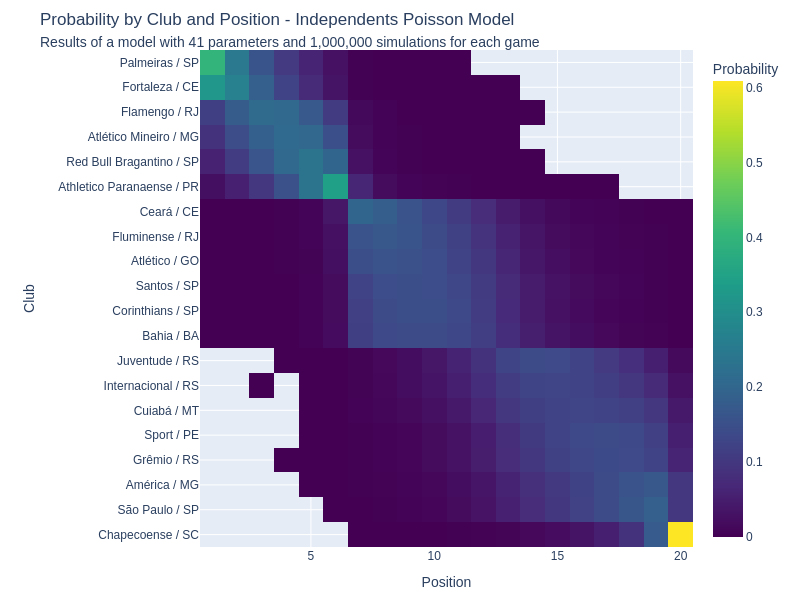 Probability by Club and Position - Independents Poisson Model
Results of a model with 41 parameters and 1,000,000 simulations for each game
Palmeiras / SP
Fortaleza / CE
Flamengo / RJ
Atlético Mineiro / MG
Red Bull Bragantino / SP
Athletico Paranaense / PR
Ceará / CE
Fluminense / RJ
Atlético / GO
Santos / SP
Corinthians / SP
Bahia / BA
Juventude / RS
Internacional / RS
Cuiabá / MT
Sport / PE
Grêmio / RS
América / MG
São Paulo / SP
Chapecoense / SC
Club
5 10 15 20
Position
Probability
0.6
0.5
0.4
0.3
0.2
0.1
0